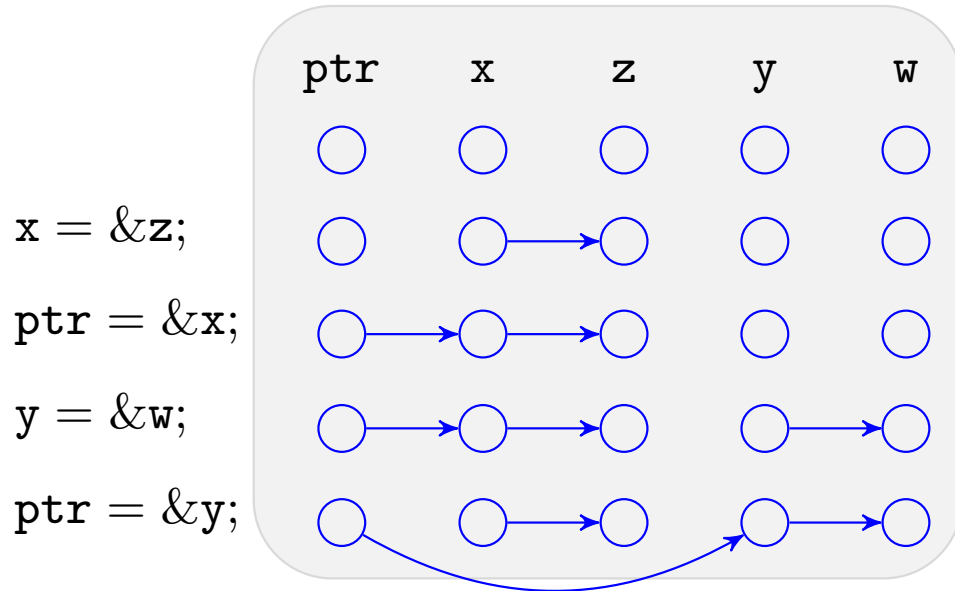 ptr x z y w
x = &z;
ptr = &x;
y = &w;
ptr = &y;